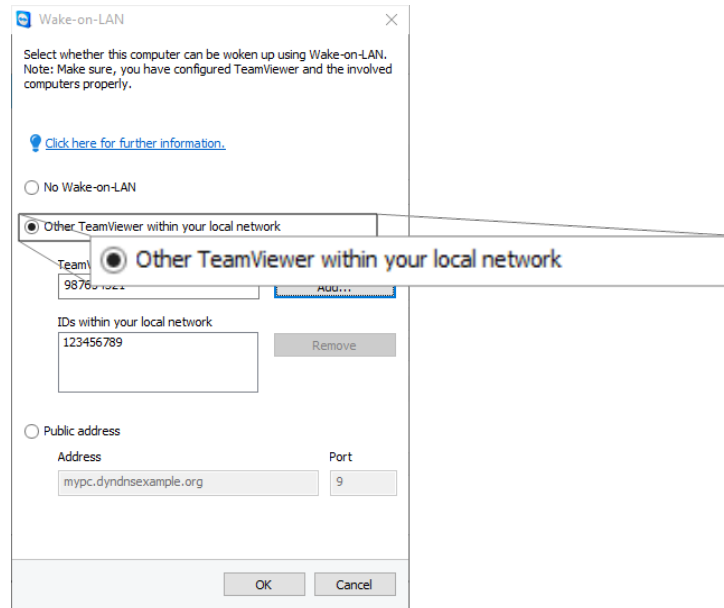 Wake-on-LAN
Select whether this computer can be woken up using Wake-on-LAN.
Note: Make sure, you have configured TeamViewer and the involved
computers properly.
Click here for further information.
No Wake-on-LAN
Other TeamViewer within your local network
Other TeamViewer within your local network
IDs within your local network
123456789
Remove
Public address
Address Port
mypc.dyndnsexample.org 9
OK Cancel